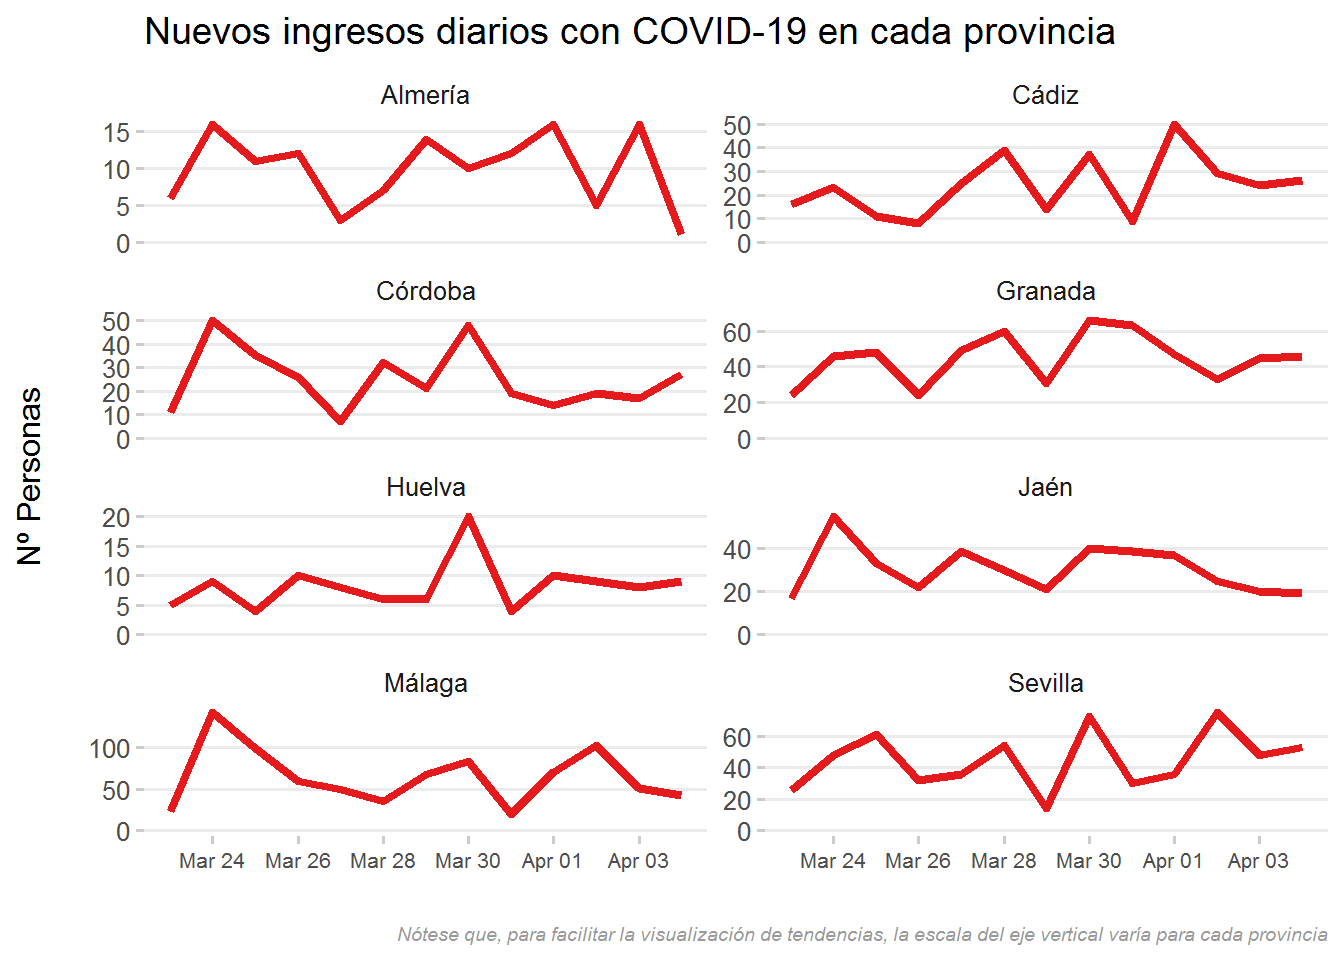 Nuevos ingresos diarios con COVID-19 en cada provincia
Nº Personas
Almería
15
10
5
0
Cádiz
50
40
30
20
10
0
Córdoba
50
40
30
20
10
0
Granada
60
40
20
0
Huelva
20
15
10
5
0
Jaén
40
20
0
Málaga
100
50
0
Mar 24 Mar 26 Mar 28 Mar 30 Apr 01 Apr 03
Sevilla
60
40
20
0
Mar 24 Mar 26 Mar 28 Mar 30 Apr 01 Apr 03
Nótese que, para facilitar la visualización de tendencias, la escala del eje vertical varía para cada provincia